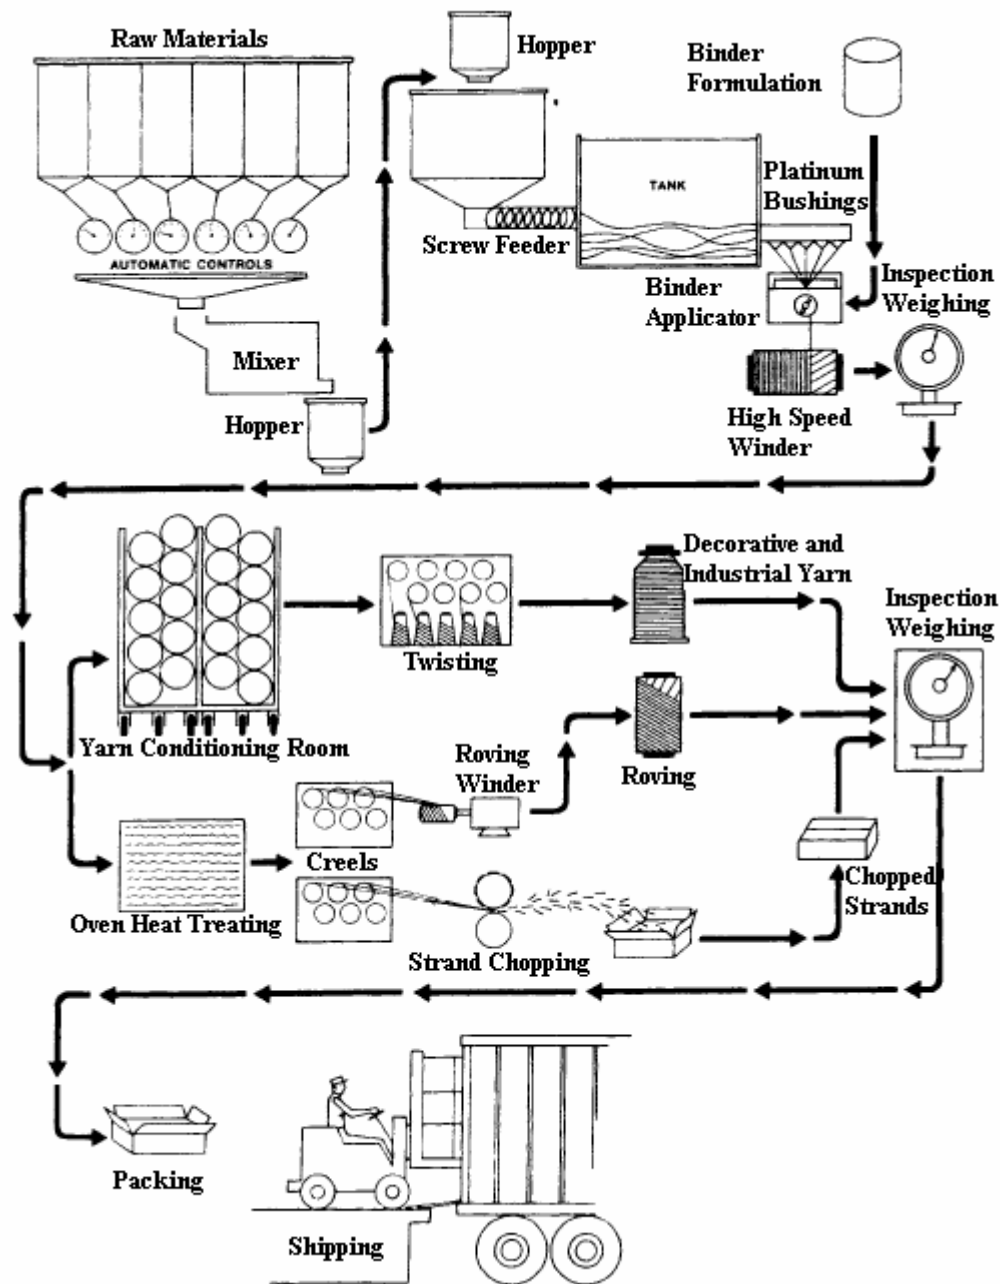 Raw Materials
AUTOMATIC CONTROLS
Mixer
Hopper
Hopper
Screw Feeder
TANK
Binder
Formulation
Platinum
Bushings
Binder
Applicator
High Speed
Winder
Inspection
Weighing
Yarn Conditioning Room
Twisting
Decorative and
Industrial Yarn
Inspection
Weighing
Oven Heat Treating
Creels
Roving
Winder
Roving
Strand Chopping
Chopped
Strands
Packing
Shipping